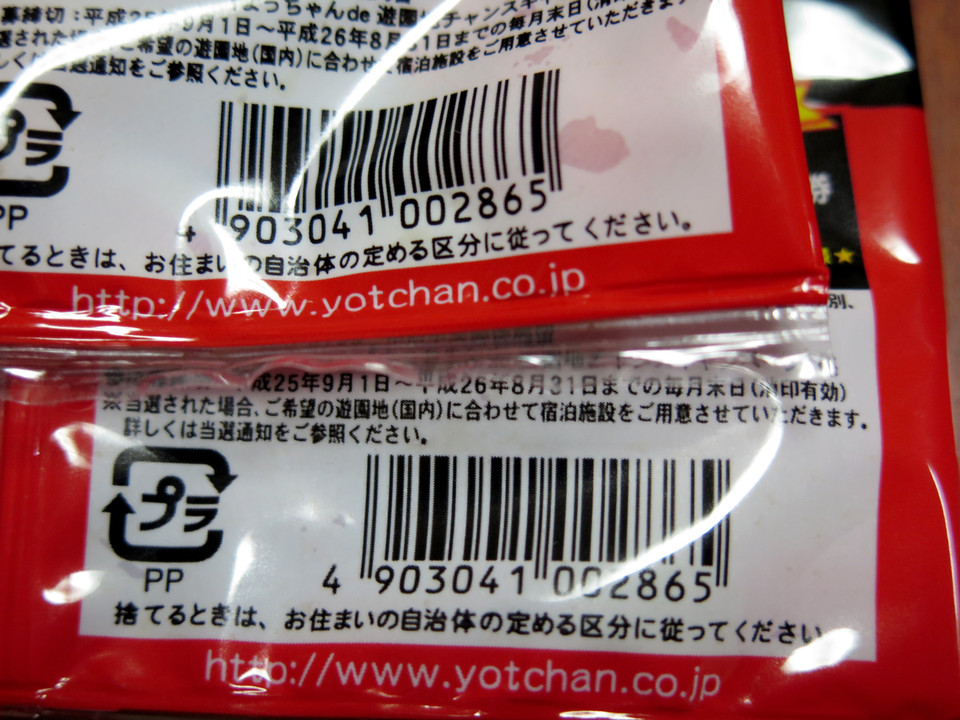 募締切:平成25年9月1日~平成26年8月31日までの毎月末日(消印
選された場合、ご希望の遊園地(国内)に合わせて宿泊施設をご用意させていただきます
しくは当選通知をご参照ください。
プラ
PP
4 903041 002865
てるときは、お住まいの自治体の定める区分に従ってください。
http://www.yotchan.co.jp
券
★
別、
成25年9月1日~平成26年8月31日までの毎月末日(消印有効)
※当選された場合、ご希望の遊園地(国内)に合わせて宿泊施設をご用意させていただきます。
詳しくは当選通知をご参照ください。
プラ
PP
4 903041 002865
捨てるときは、お住まいの自治体の定める区分に従ってください
http://www.yotchan.co.jp